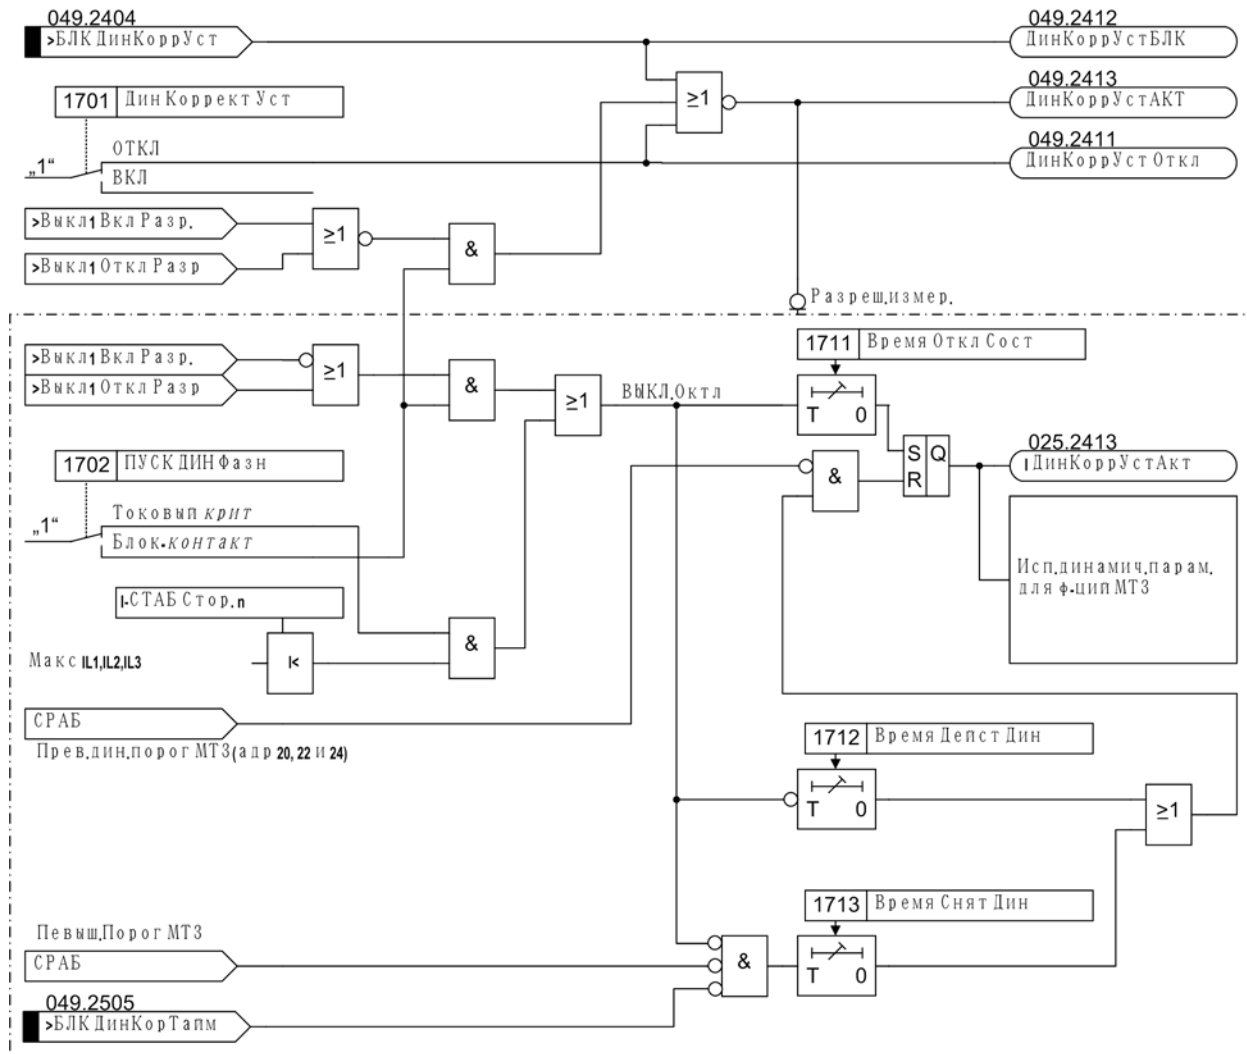 049.2404
>БЛК ДинКоррУст
049.2412
ДинКоррУстБЛК
1701 Дин Коррект Уст
≥1
049.2413
ДинКоррУстАКТ
ОТКЛ
„1“
ВКЛ
049.2411
ДинКоррУст Откл
>Выкл1 Вкл Разр.
≥1
&
>Выкл1 Откл Разр
Разреш.измер.
>Выкл1 Вкл Разр.
≥1
>Выкл1 Откл Разр
&
≥1
ВЫКЛ.Октл
1711 Время Откл Сост
T 0
1702 ПУСК ДИН Фазн
&
S Q
R
025.2413
I ДинКоррУстАкт
Токовый крит
„1“
Блок-контакт
Исп.динамич.парам.
для ф-ций МТЗ
I-СТАБ Стор.n
&
Макс IL1,IL2,IL3
I<
СРАБ
Прев.дин.порог МТЗ(адр 20, 22 и 24)
1712 Время Дейст Дин
T 0
≥1
1713 Время Снят Дин
Певыш.Порог МТЗ
СРАБ
&
T 0
049.2505
>БЛК ДинКорТайм